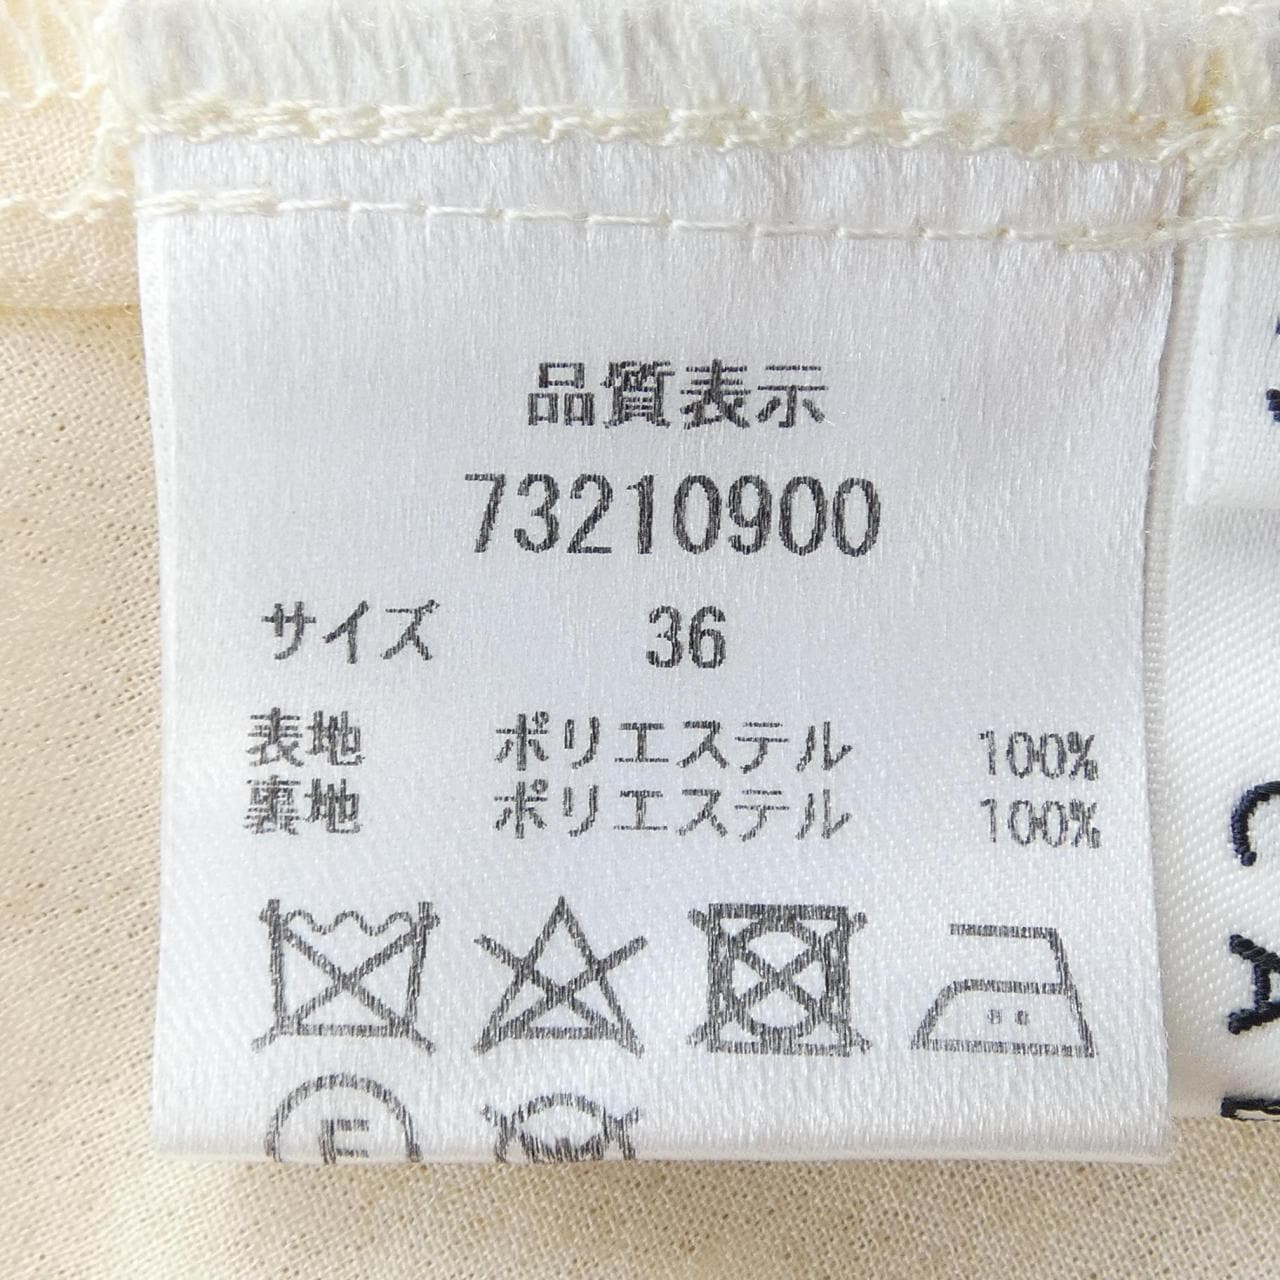 品質表示
73210900
サイズ 36
表地 ポリエステル 100%
裏地 ポリエステル 100%
F
C
A